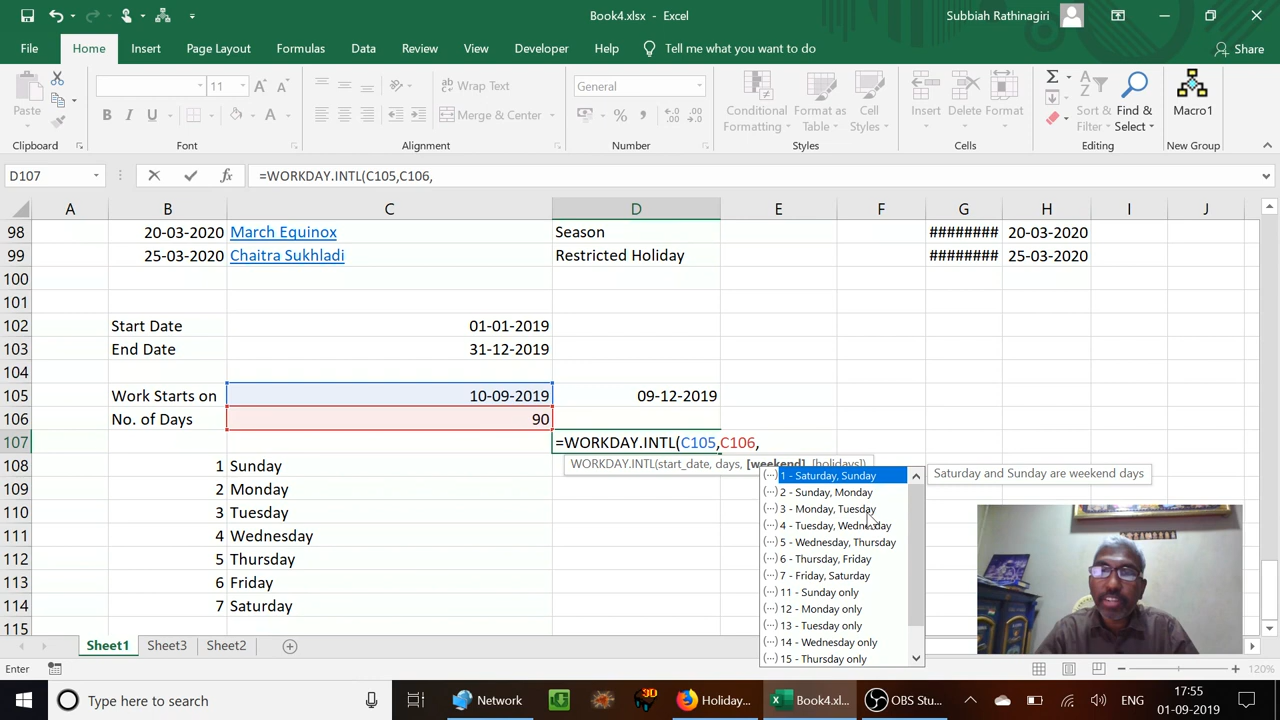 Book4.xlsx - Excel
Subbiah Rathinagiri
File Home Insert Page Layout Formulas Data Review View Developer Help Tell me what you want to do Share
Paste
11
Wrap Text
Merge & Center
General
Conditional Formatting
Format as Table
Cell Styles
Insert
Delete
Format
Sort & Filter
Find & Select
Macro1
Clipboard Font Alignment Number Styles Cells Editing New Group
D107 =WORKDAY.INTL(C105,C106,
A B C D E F G H I J
98 20-03-2020 March Equinox Season ######## 20-03-2020
99 25-03-2020 Chaitra Sukhladi Restricted Holiday ######## 25-03-2020
100
101
102 Start Date 01-01-2019
103 End Date 31-12-2019
104
105 Work Starts on 10-09-2019 09-12-2019
106 No. of Days 90
107 =WORKDAY.INTL(C105,C106,
WORKDAY.INTL(start_date, days, [weekend], [holidays])
108 1 Sunday
109 2 Monday
110 3 Tuesday
111 4 Wednesday
112 5 Thursday
113 6 Friday
114 7 Saturday
115
(...) 1 - Saturday, Sunday
(...) 2 - Sunday, Monday
(...) 3 - Monday, Tuesday
(...) 4 - Tuesday, Wednesday
(...) 5 - Wednesday, Thursday
(...) 6 - Thursday, Friday
(...) 7 - Friday, Saturday
(...) 11 - Sunday only
(...) 12 - Monday only
(...) 13 - Tuesday only
(...) 14 - Wednesday only
(...) 15 - Thursday only
Saturday and Sunday are weekend days
Sheet1 Sheet3 Sheet2
Enter 120%
Type here to search
Network
3D
Holiday...
Book4.xl...
OBS Stu...
ENG
17:55
01-09-2019